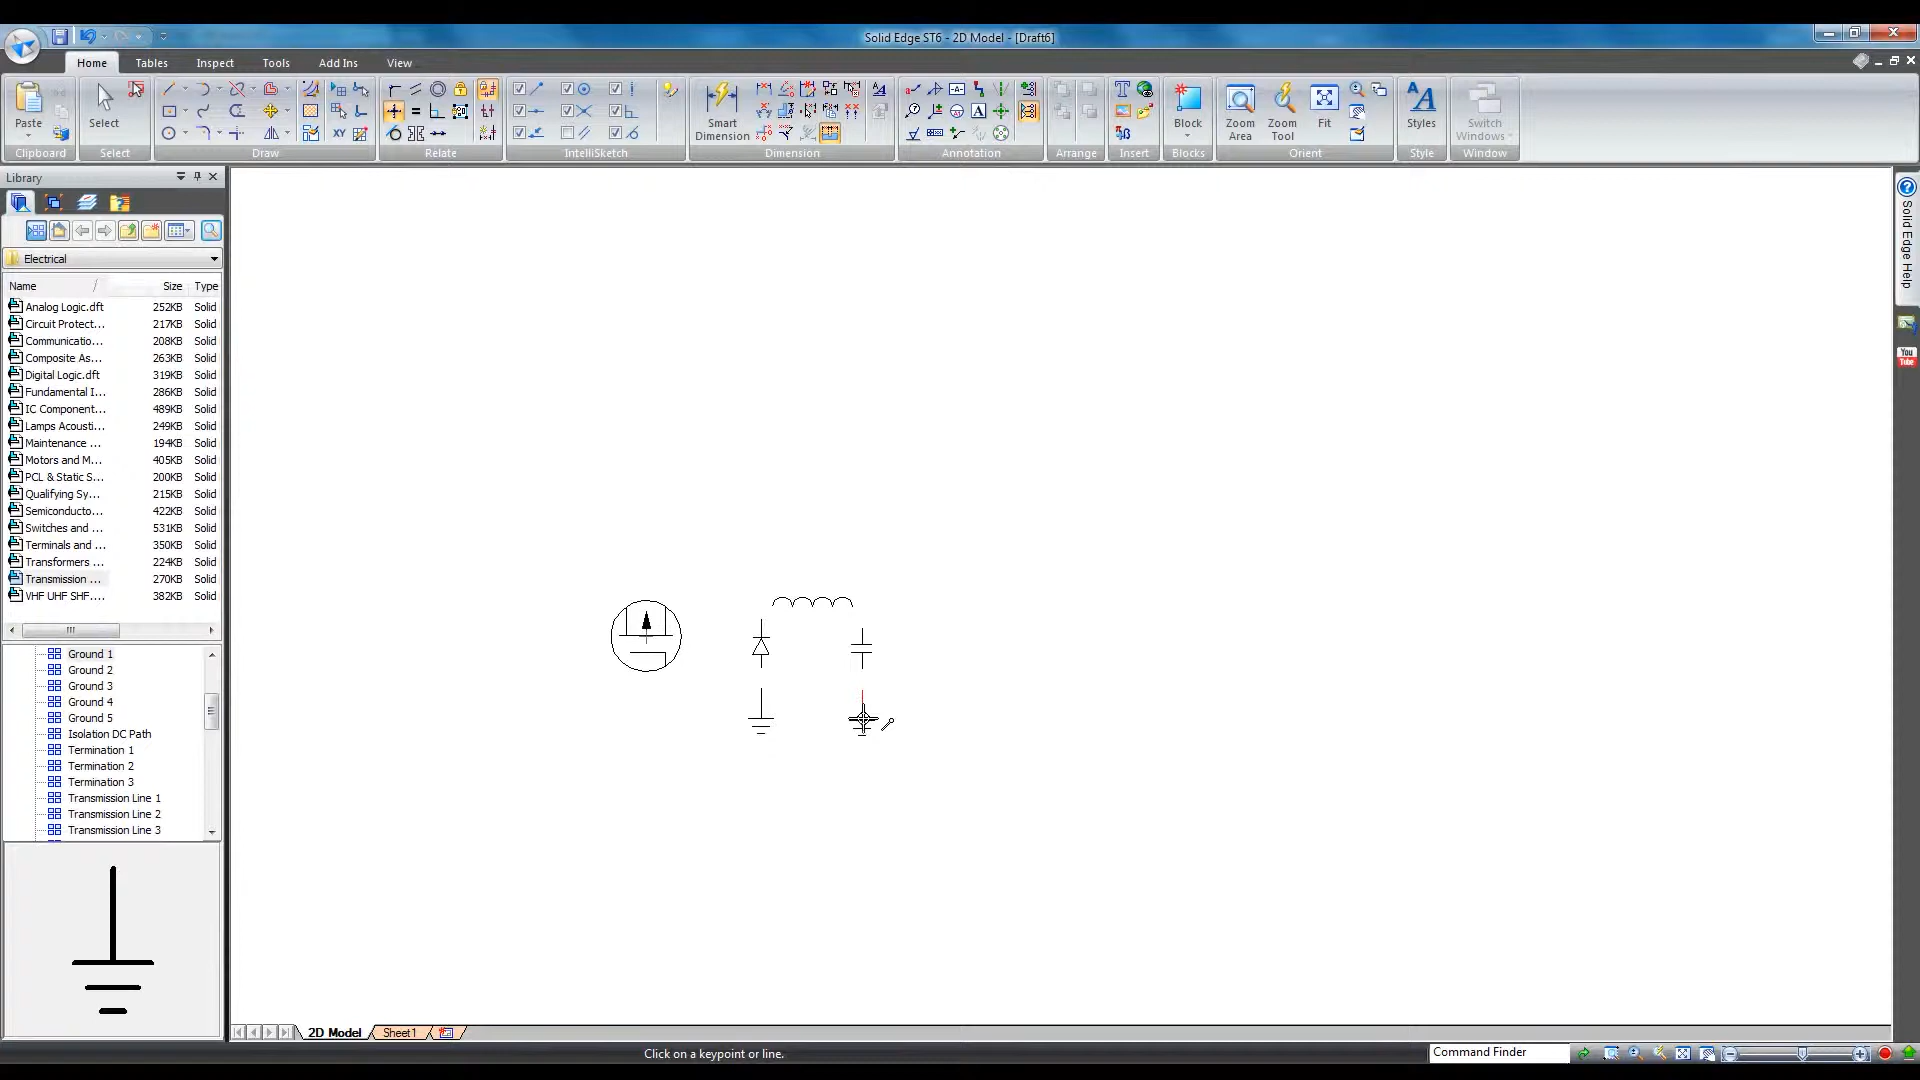 Solid Edge ST6 - 2D Model - [Draft6]
Home
Tables
Inspect
Tools
Add Ins
View
Paste
Select
Smart
Dimension
Block
Zoom
Area
Zoom
Tool
Fit
Styles
Switch
Windows
Clipboard
Select
Draw
Relate
IntelliSketch
Dimension
Annotation
Arrange
Insert
Blocks
Orient
Style
Window
Library
Electrical
Name
Size
Type
Analog Logic.dft 252KB Solid
Circuit Protect... 217KB Solid
Communicatio... 208KB Solid
Composite As... 263KB Solid
Digital Logic.dft 319KB Solid
Fundamental I... 286KB Solid
IC Component... 489KB Solid
Lamps Acousti... 249KB Solid
Maintenance ... 194KB Solid
Motors and M... 405KB Solid
PCL & Static S... 200KB Solid
Qualifying Sy... 215KB Solid
Semiconducto... 422KB Solid
Switches and ... 531KB Solid
Terminals and ... 350KB Solid
Transformers ... 224KB Solid
Transmission ... 270KB Solid
VHF UHF SHF.... 382KB Solid
Ground 1
Ground 2
Ground 3
Ground 4
Ground 5
Isolation DC Path
Termination 1
Termination 2
Termination 3
Transmission Line 1
Transmission Line 2
Transmission Line 3
Solid Edge Help
You
Tube
2D Model
Sheet1
Click on a keypoint or line.
Command Finder